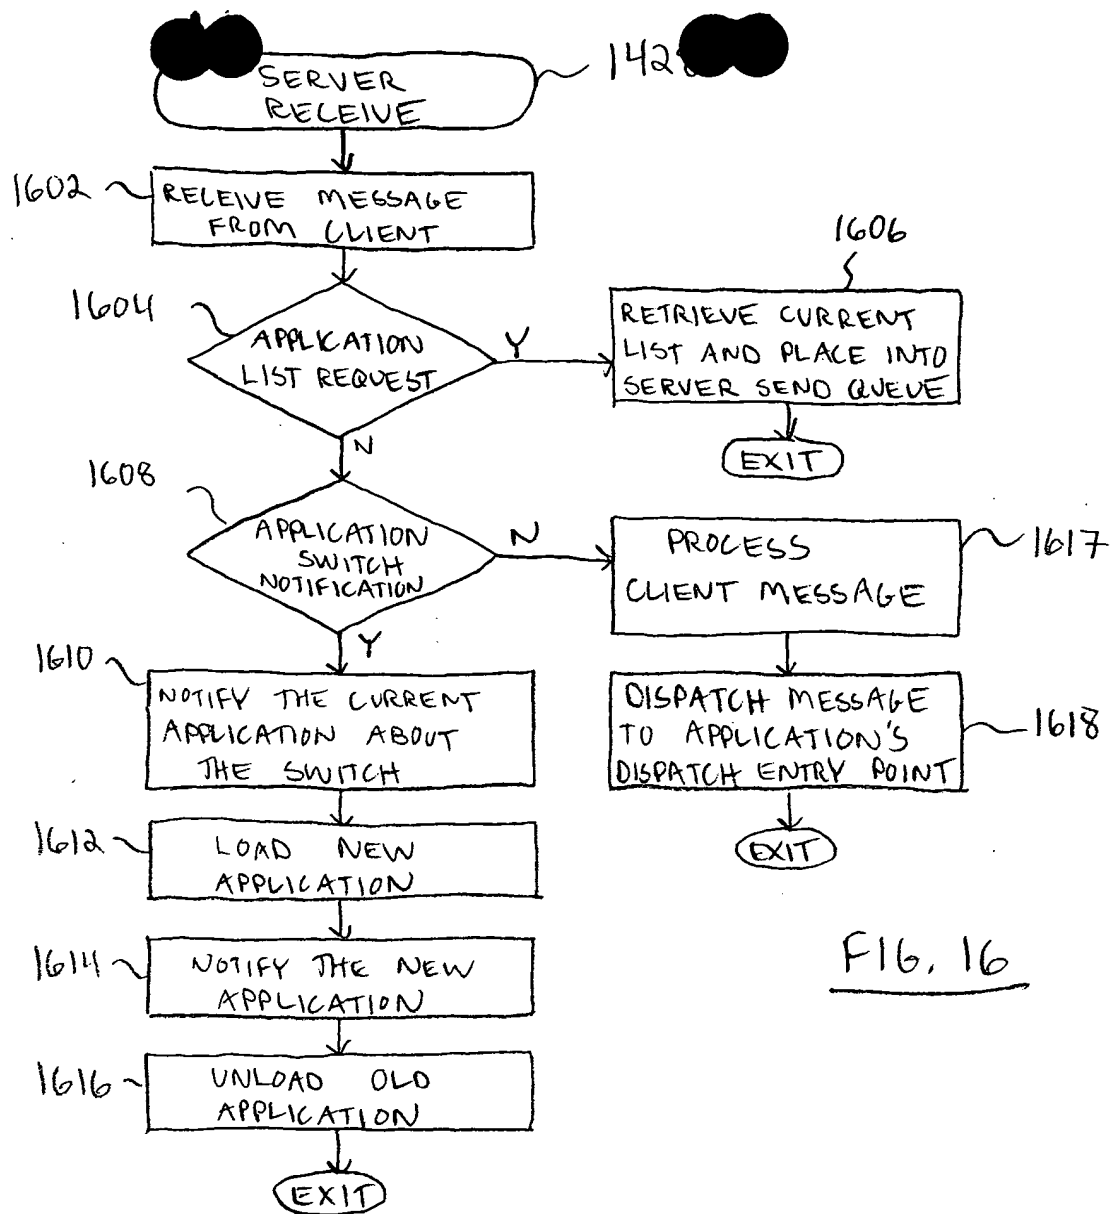 SERVER
RECEIVE
1602
RECEIVE MESSAGE
FROM CLIENT
1604
APPLICATION
LIST REQUEST
Y
1606
RETRIEVE CURRENT
LIST AND PLACE INTO
SERVER SEND QUEUE
EXIT
N
1608
APPLICATION
SWITCH
NOTIFICATION
N
PROCESS
CLIENT MESSAGE
1617
DISPATCH MESSAGE
TO APPLICATION'S
DISPATCH ENTRY POINT
1618
EXIT
Y
1610
NOTIFY THE CURRENT
APPLICATION ABOUT
THE SWITCH
1612
LOAD NEW
APPLICATION
1614
NOTIFY THE NEW
APPLICATION
1616
UNLOAD OLD
APPLICATION
EXIT
FIG. 16